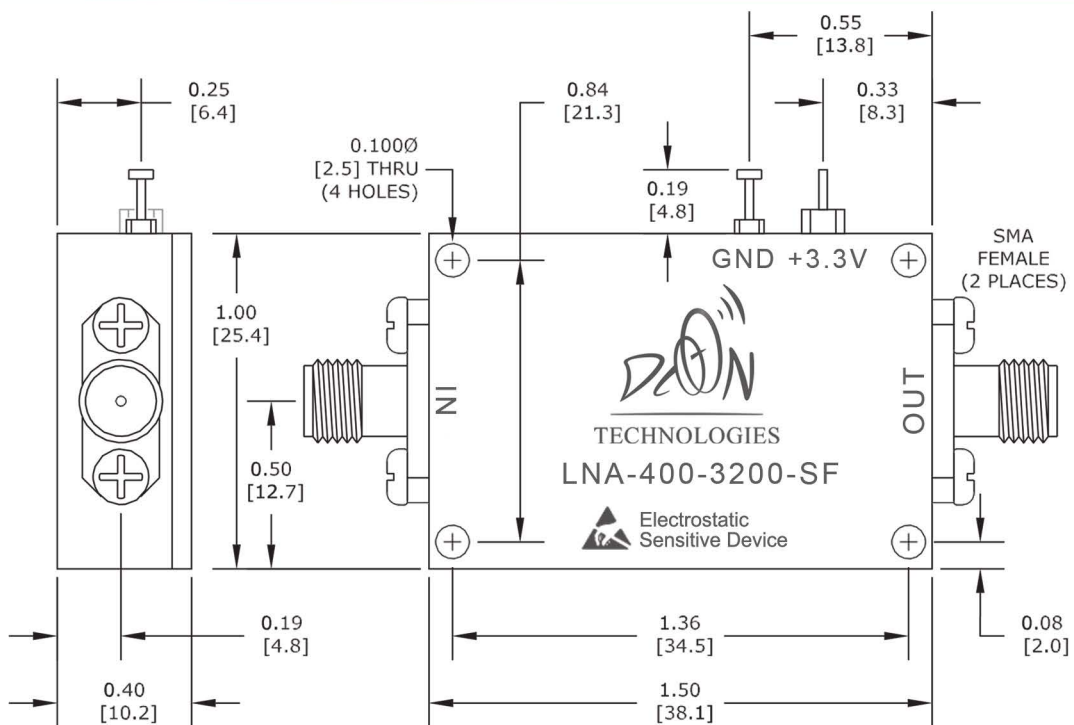 0.55
[13.8]
0.25
[6.4]
0.84
[21.3]
0.33
[8.3]
0.100Ø
[2.5] THRU
(4 HOLES)
0.19
[4.8]
SMA
FEMALE
(2 PLACES)
GND +3.3V
1.00
[25.4]
IN
OUT
TECHNOLOGIES
LNA-400-3200-SF
0.50
[12.7]
Electrostatic
Sensitive Device
0.19
[4.8]
1.36
[34.5]
0.08
[2.0]
0.40
[10.2]
1.50
[38.1]